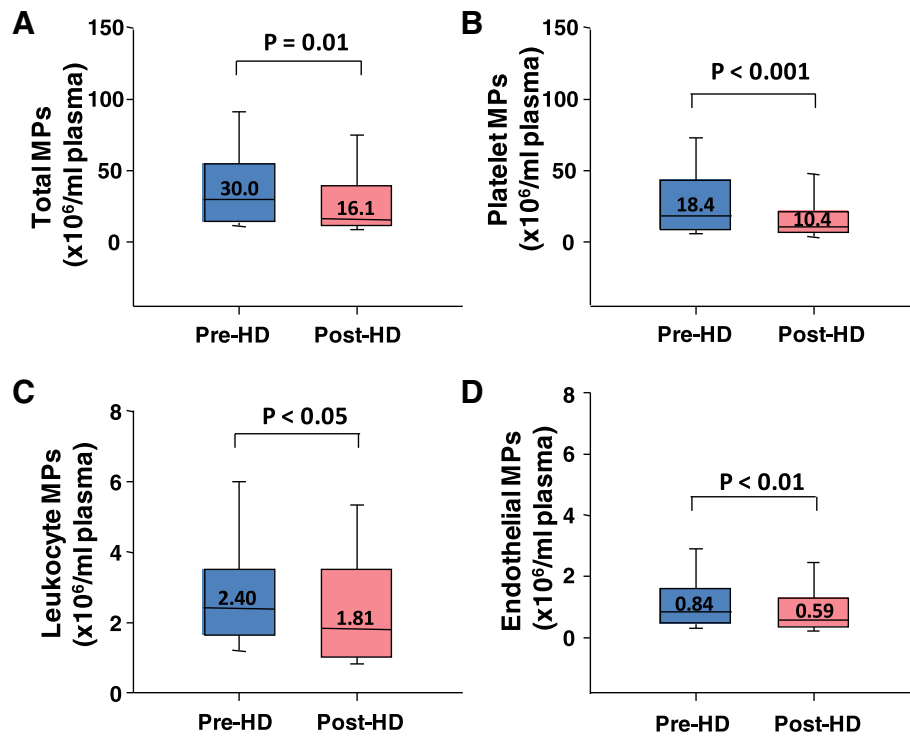 A
Total MPs
(x10⁶/ml plasma)
150
100
50
0
P = 0.01
30.0
16.1
Pre-HD
Post-HD
B
Platelet MPs
(x10⁶/ml plasma)
150
100
50
0
P < 0.001
18.4
10.4
Pre-HD
Post-HD
C
Leukocyte MPs
(x10⁶/ml plasma)
8
6
4
2
0
P < 0.05
2.40
1.81
Pre-HD
Post-HD
D
Endothelial MPs
(x10⁶/ml plasma)
8
6
4
2
0
P < 0.01
0.84
0.59
Pre-HD
Post-HD